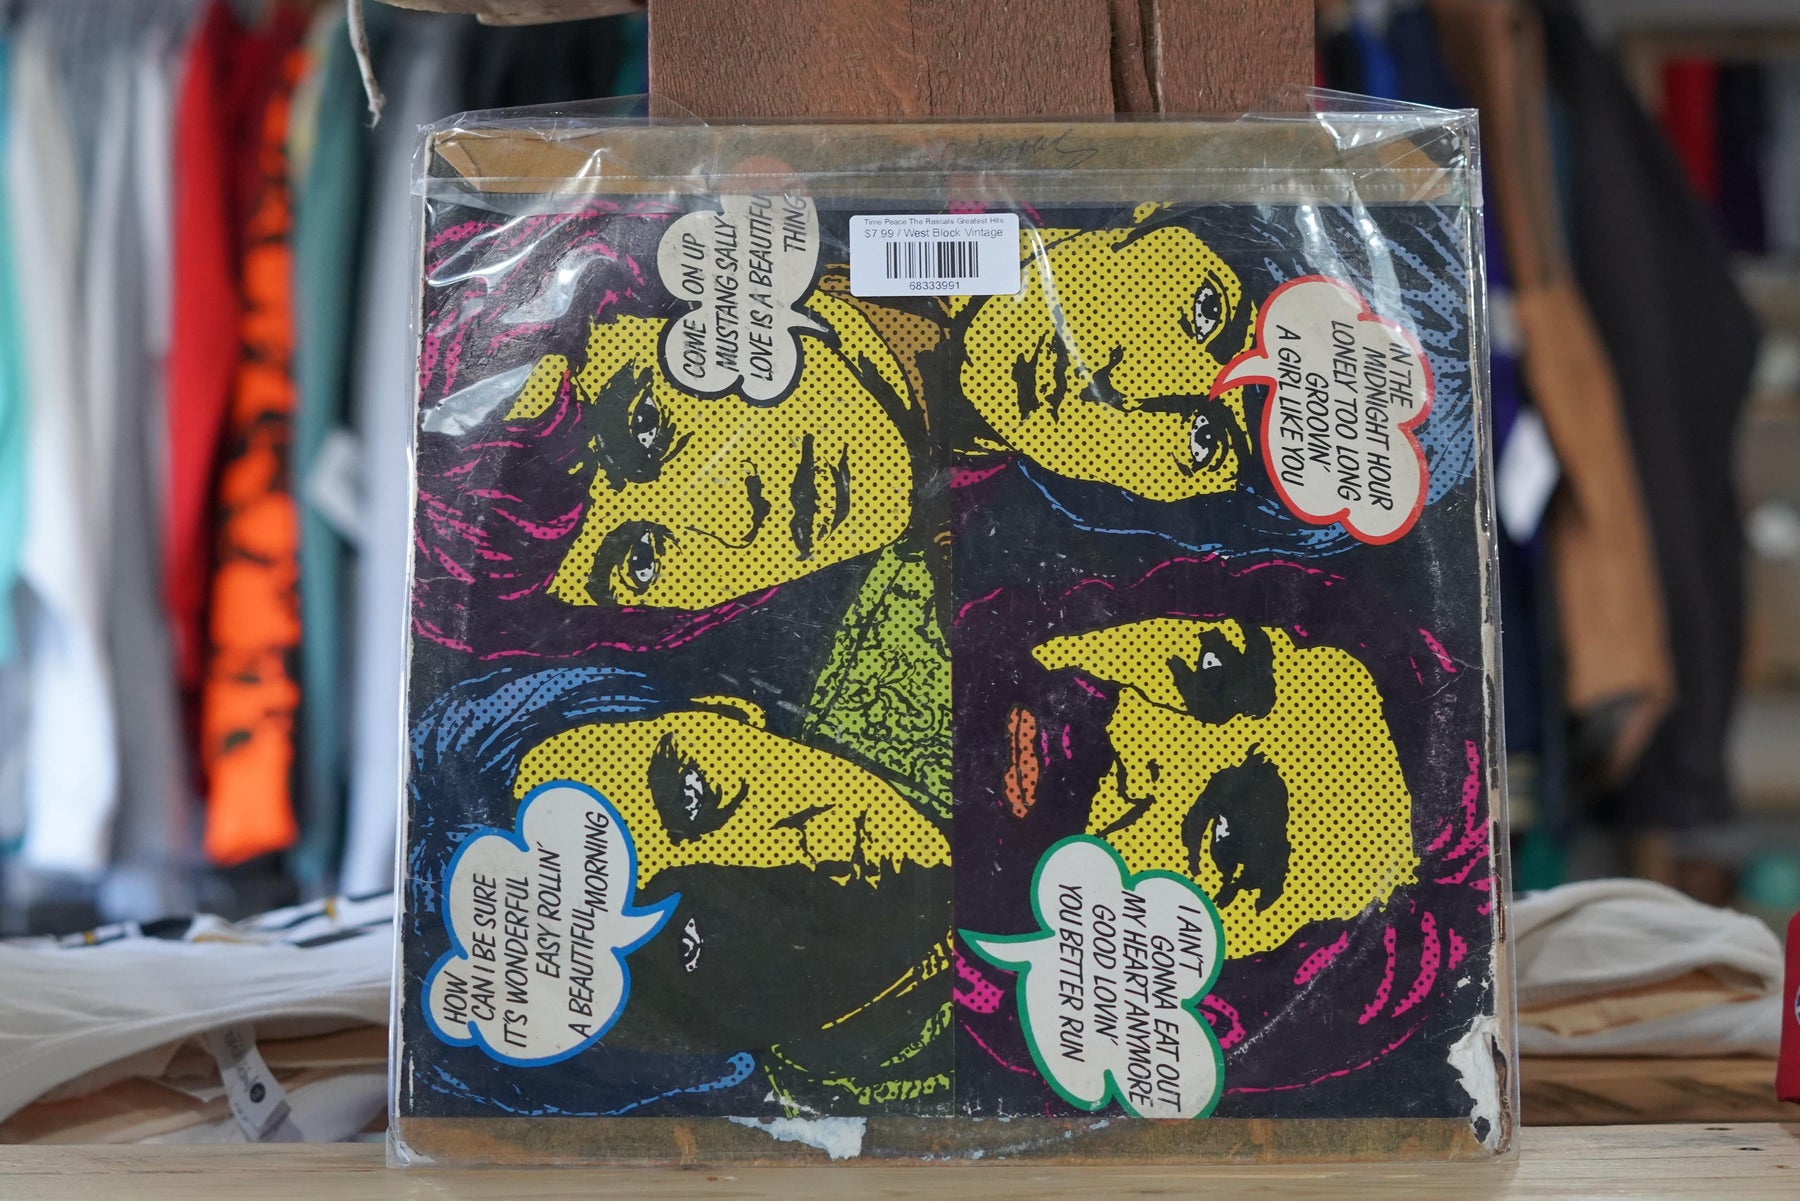 Time Peace The Rascals Greatest Hits
$7.99 / West Block Vintage
68333991
COME ON UP
MUSTANG SALLY
LOVE IS A BEAUTIFUL
THING
IN THE
MIDNIGHT HOUR
LONELY TOO LONG
GROOVIN'
A GIRL LIKE YOU
HOW
CAN I BE SURE
IT'S WONDERFUL
EASY ROLLIN'
A BEAUTIFUL MORNING
I AIN'T
GONNA EAT OUT
MY HEART ANYMORE
GOOD LOVIN'
YOU BETTER RUN